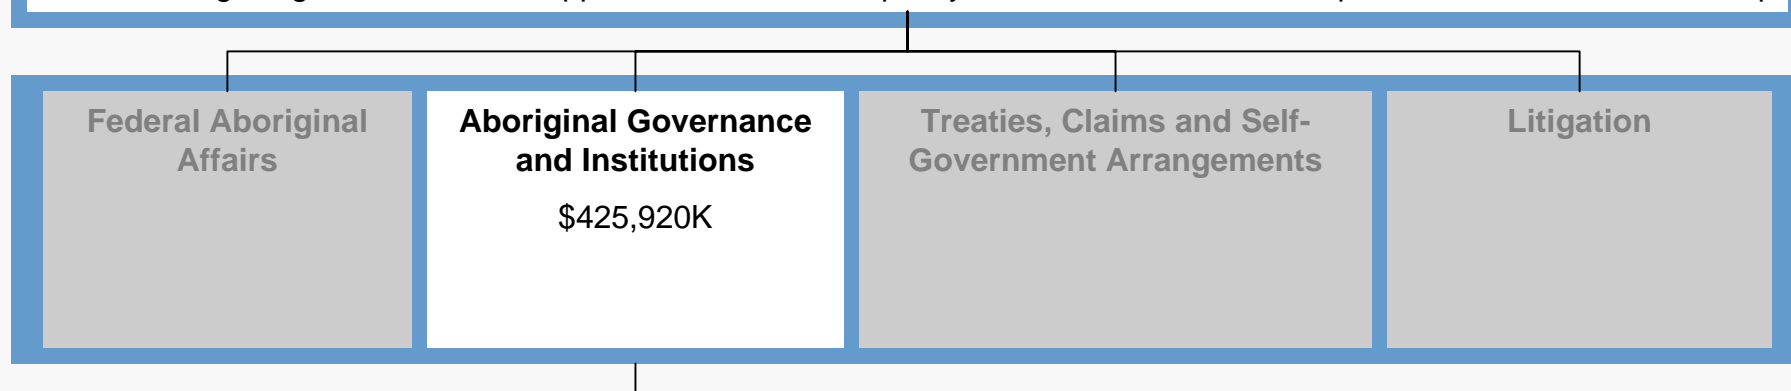 Federal Aboriginal
Affairs
Aboriginal Governance
and Institutions
$425,920K
Treaties, Claims and Self-
Government Arrangements
Litigation